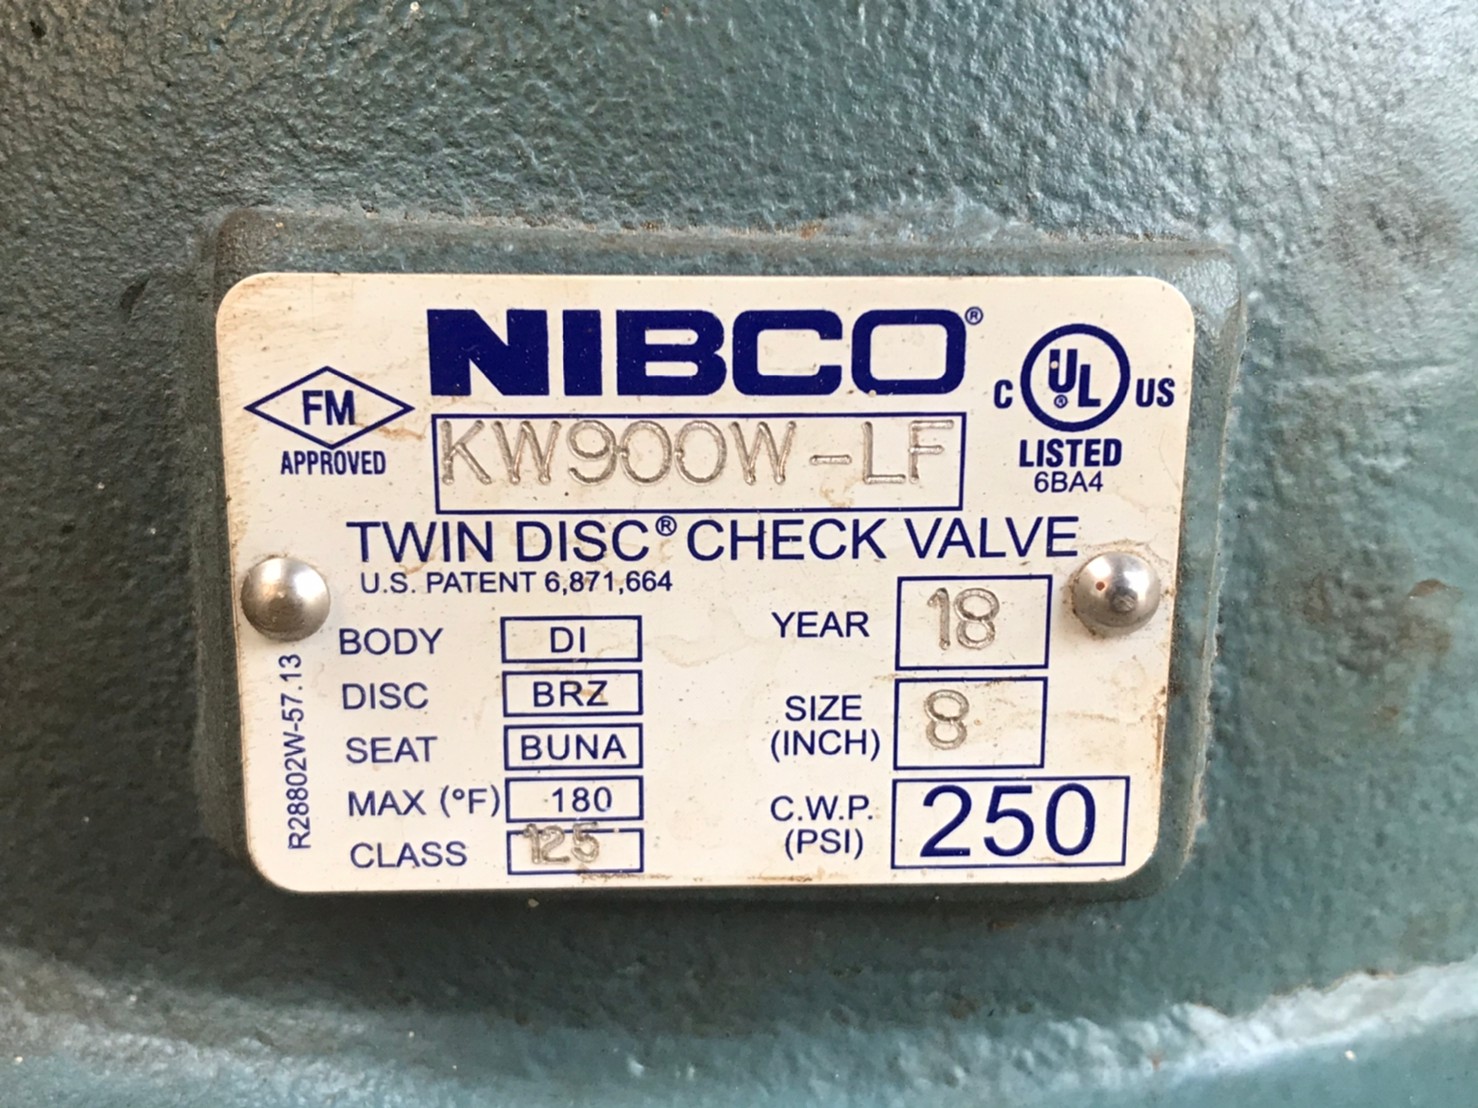 NIBCO®
FM
APPROVED
C UL® US
LISTED
6BA4
KW900W-LF
TWIN DISC® CHECK VALVE
U.S. PATENT 6,871,664
BODY DI
DISC BRZ
SEAT BUNA
MAX (°F) 180
CLASS 125
YEAR 18
SIZE
(INCH) 8
C.W.P.
(PSI) 250
R28802W-57.13